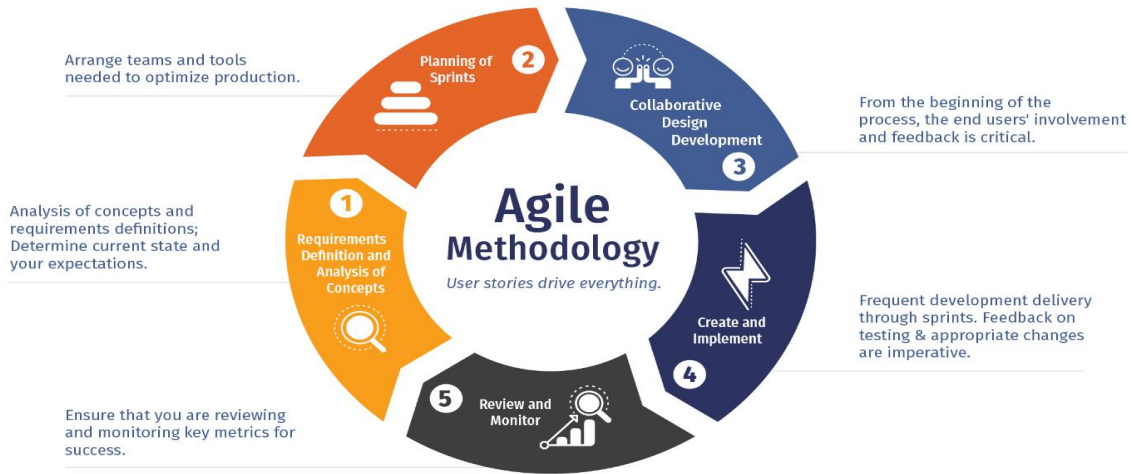 Agile
Methodology
User stories drive everything.
1
Requirements
Definition and
Analysis of
Concepts
Analysis of concepts and
requirements definitions;
Determine current state and
your expectations.
2
Planning of
Sprints
Arrange teams and tools
needed to optimize production.
Collaborative
Design
Development
3
From the beginning of the
process, the end users' involvement
and feedback is critical.
Create and
Implement
4
Frequent development delivery
through sprints. Feedback on
testing & appropriate changes
are imperative.
5
Review and
Monitor
Ensure that you are reviewing
and monitoring key metrics for
success.